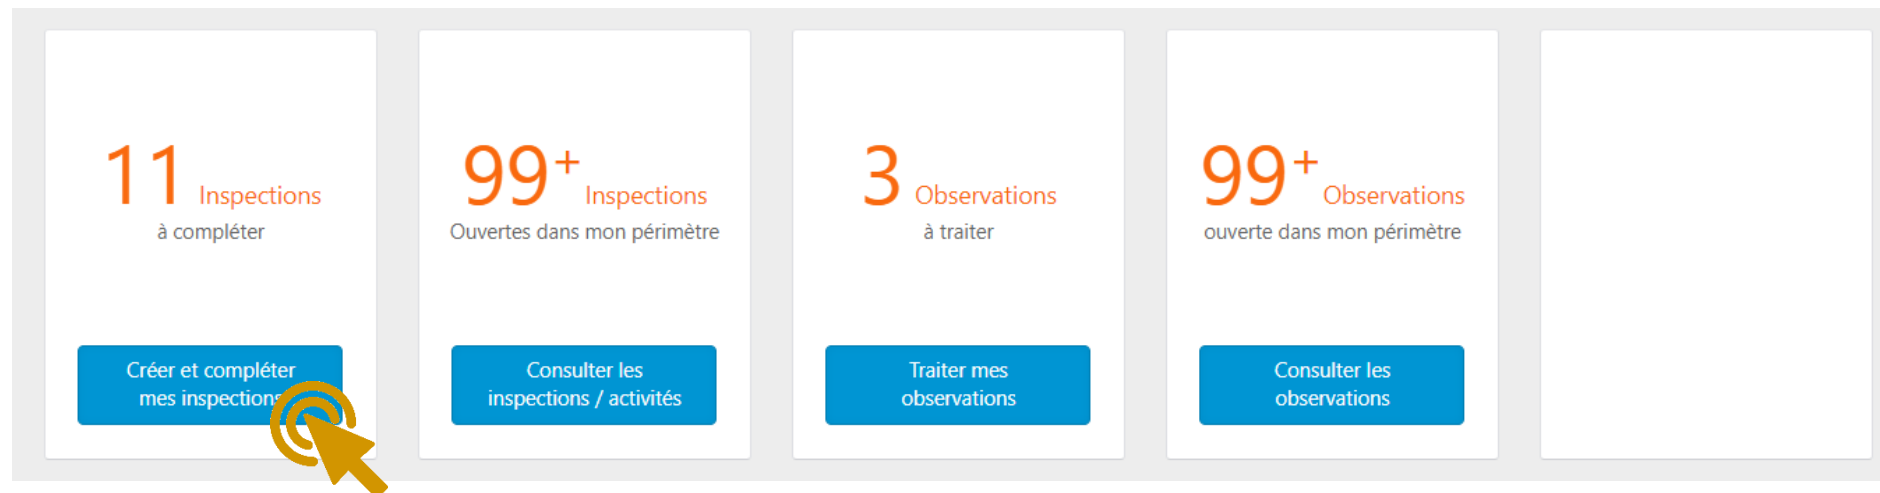 11 Inspections
à compléter
Créer et compléter
mes inspections
99+ Inspections
Ouvertes dans mon périmètre
Consulter les
inspections / activités
3 Observations
à traiter
Traiter mes
observations
99+ Observations
ouverte dans mon périmètre
Consulter les
observations